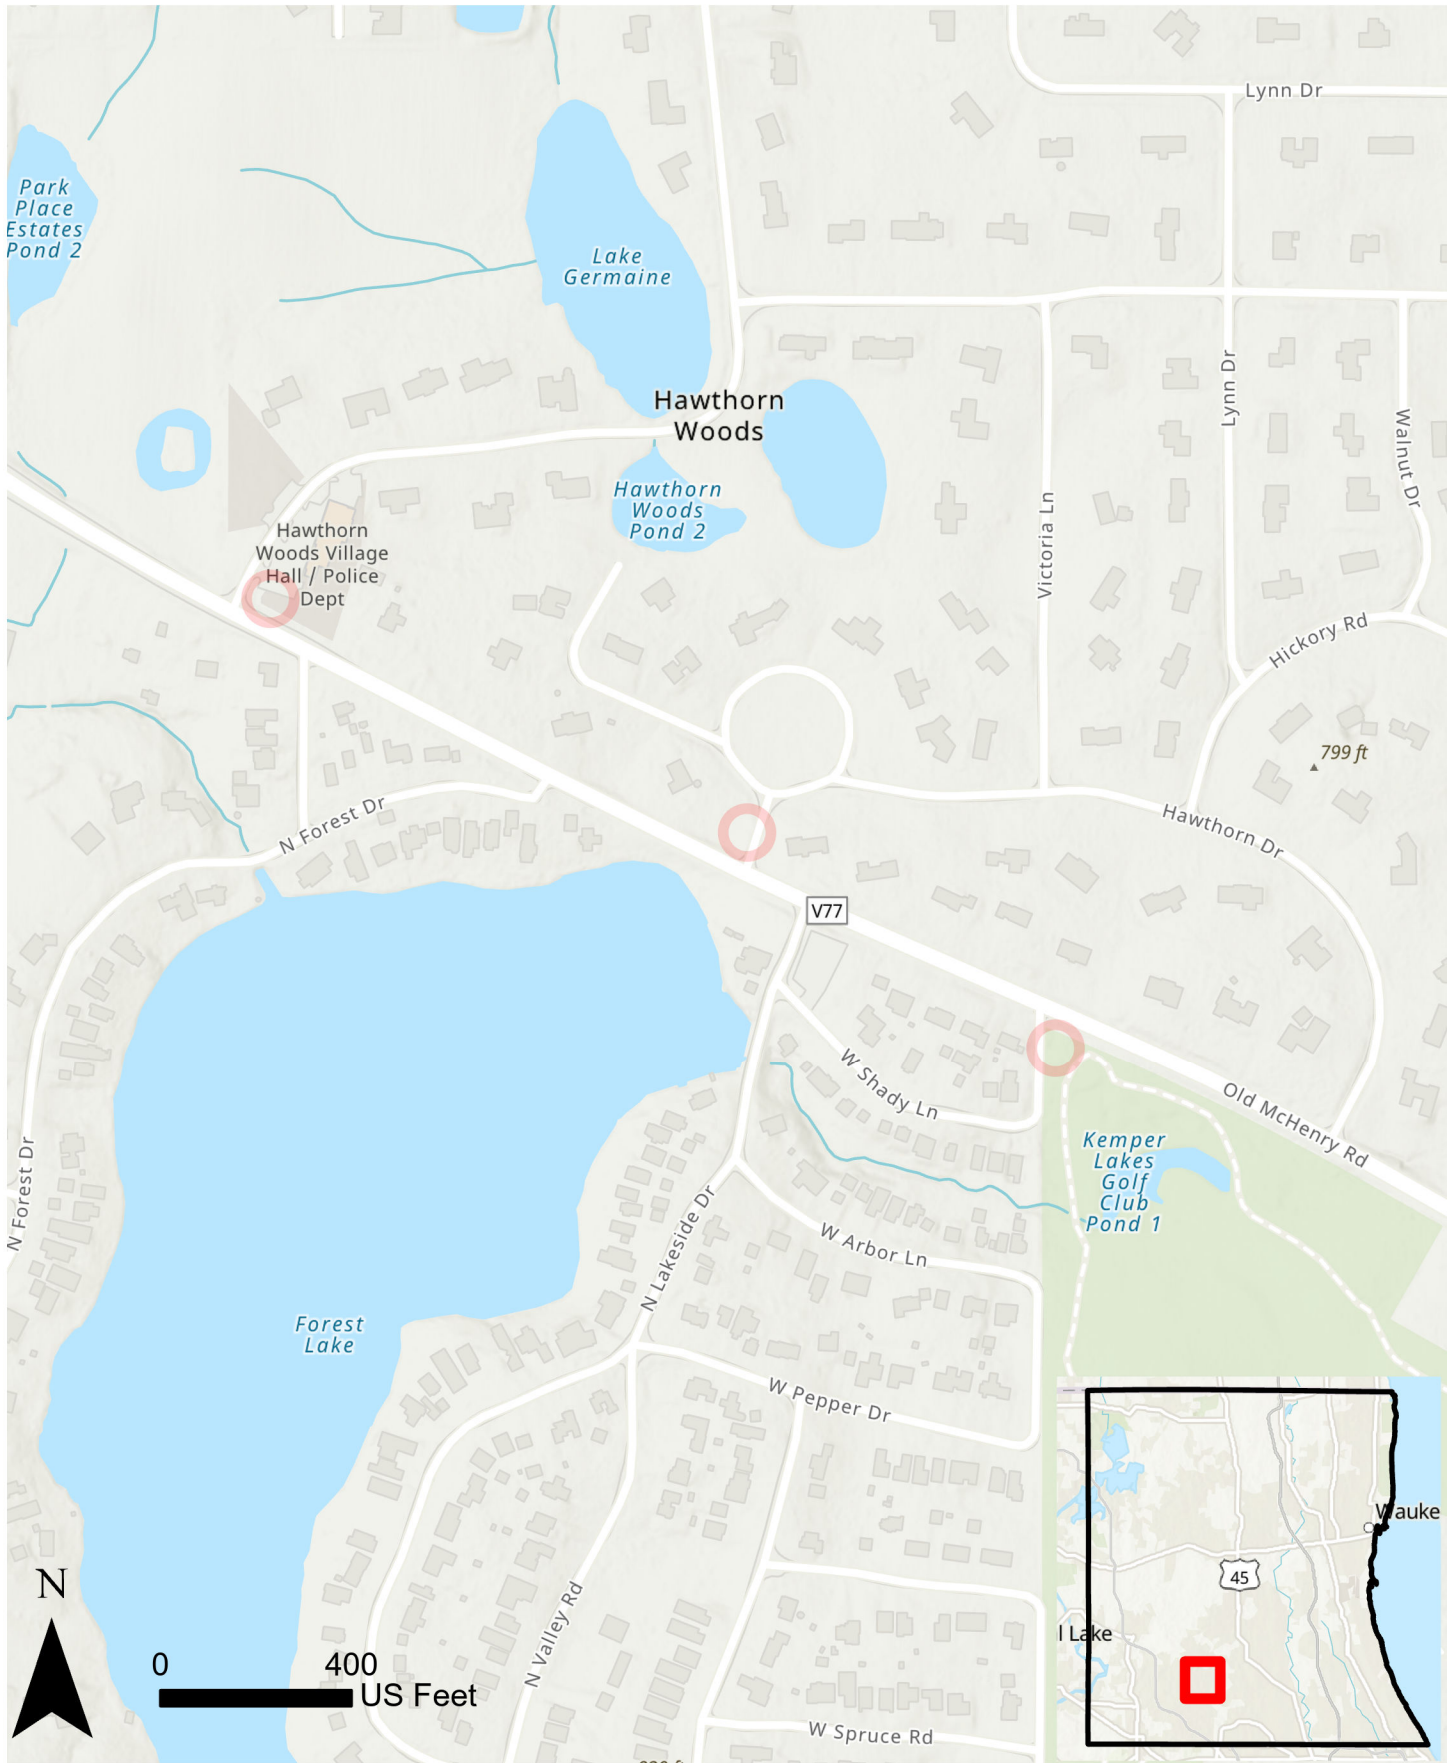 Lynn Dr
Park
Place
Estates
Pond 2
Lake
Germaine
Hawthorn
Woods
Lynn Dr
Walnut Dr
Hawthorn
Woods
Pond 2
Victoria Ln
Hawthorn
Woods Village
Hall / Police
Dept
Hickory Rd
799 ft
N Forest Dr
Hawthorn Dr
V77
W Shady Ln
Old McHenry Rd
N Forest Dr
Kemper
Lakes
Golf
Club
Pond 1
N Lakeside Dr
W Arbor Ln
Forest
Lake
W Pepper Dr
Wauke
45
N
l Lake
N Valley Rd
0 400
US Feet
W Spruce Rd